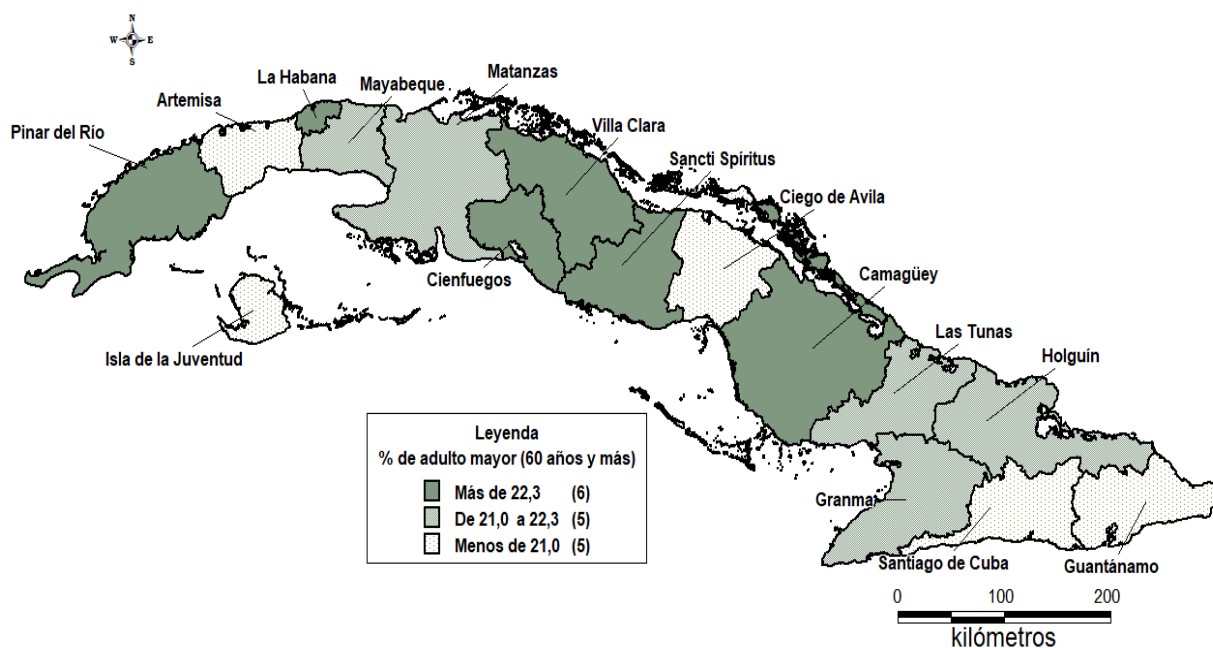 N
W E
S
La Habana
Mayabeque
Matanzas
Artemisa
Pinar del Río
Villa Clara
Sancti Spíritus
Ciego de Avila
Cienfuegos
Camagüey
Isla de la Juventud
Las Tunas
Holguín
Leyenda
% de adulto mayor (60 años y más)
Más de 22,3 (6)
De 21,0 a 22,3 (5)
Menos de 21,0 (5)
Granma
Santiago de Cuba
Guantánamo
0 100 200
kilómetros